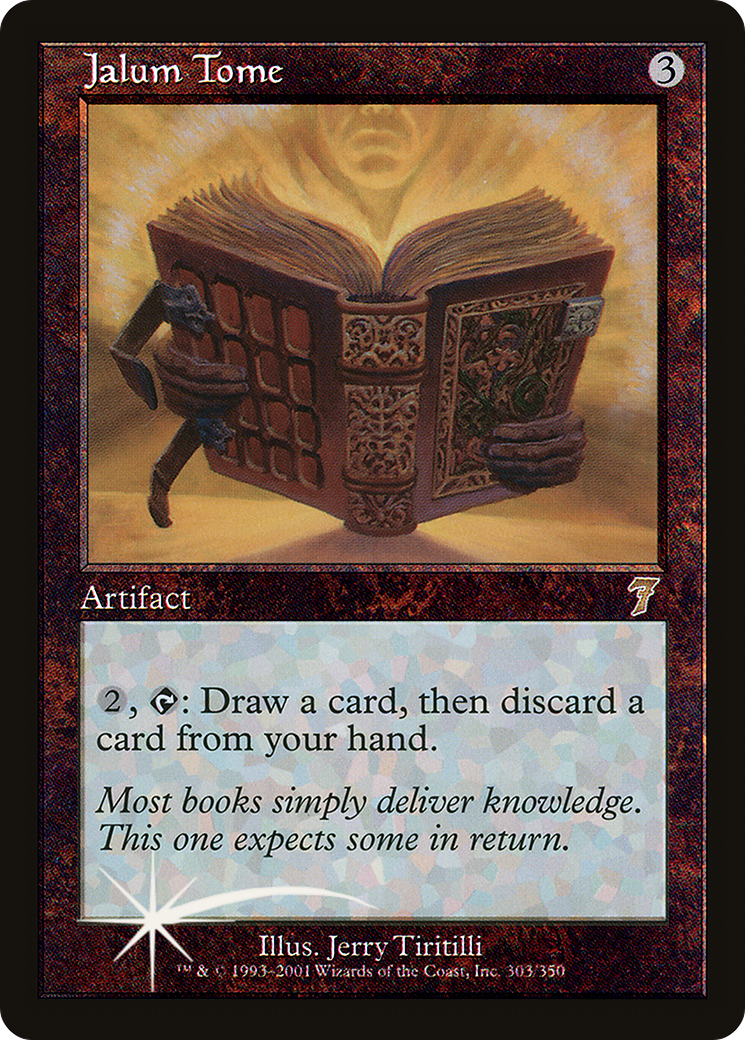 Jalum Tome 3
Artifact 7
2, : Draw a card, then discard a
card from your hand.
Most books simply deliver knowledge.
This one expects some in return.
Illus. Jerry Tiritilli
™ & © 1993–2001 Wizards of the Coast, Inc. 303/350